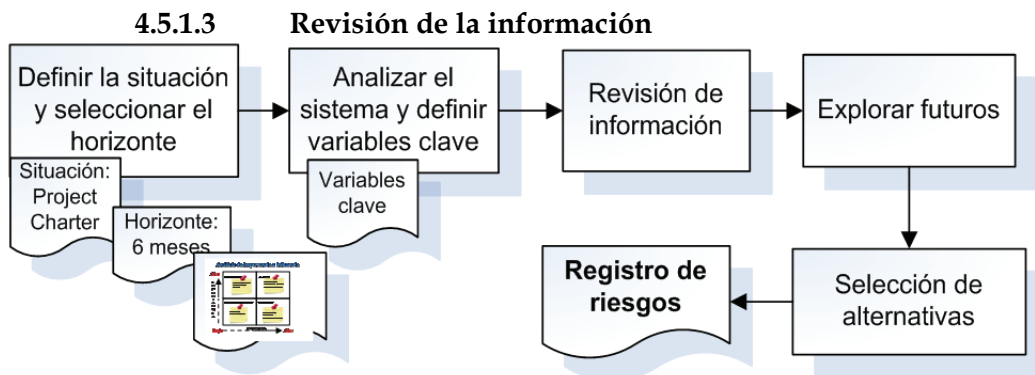 4.5.1.3 Revisión de la información
Definir la situación
y seleccionar el
horizonte
Analizar el
sistema y definir
variables clave
Revisión de
información
Explorar futuros
Situación:
Project
Charter
Horizonte:
6 meses
Variables
clave
Registro de
riesgos
Selección de
alternativas